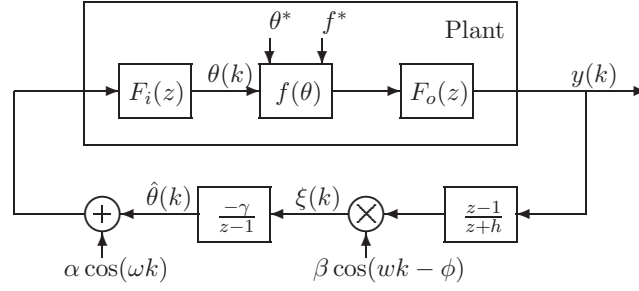 θ* f*
Plant
F_i(z) θ(k) f(θ) F_o(z) y(k)
+ θ̂(k) -γ/(z-1) ξ(k) × (z-1)/(z+h)
α cos(ωk) β cos(wk − ϕ)